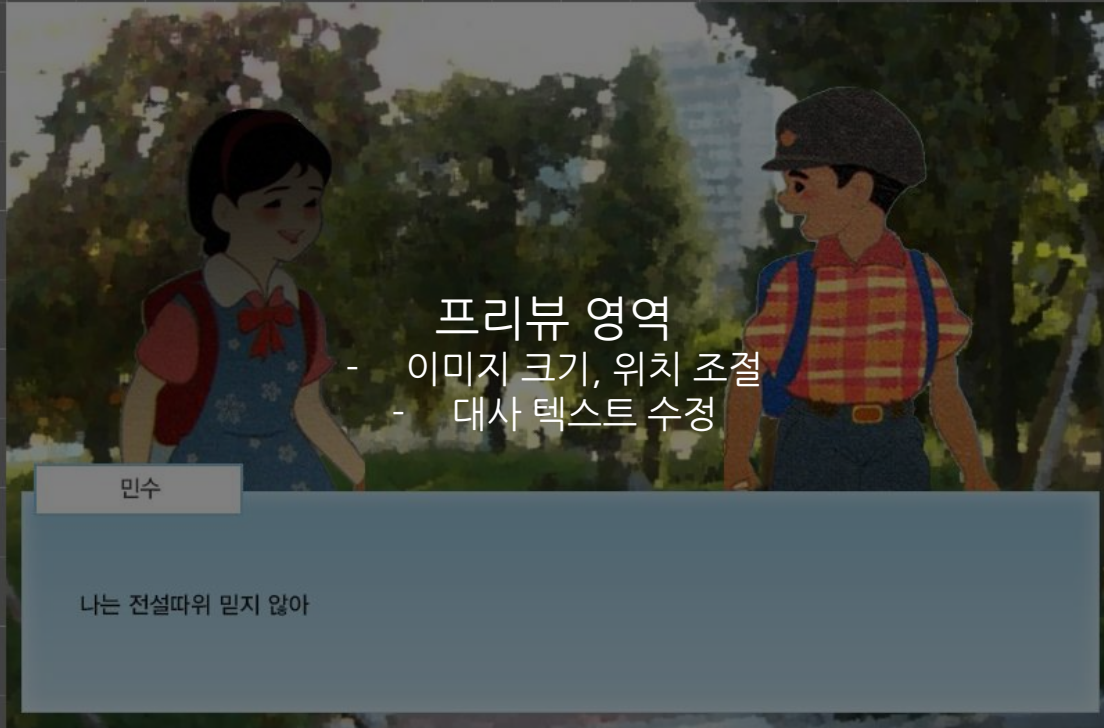 프리뷰 영역
- 이미지 크기, 위치 조절
- 대사 텍스트 수정
민수
나는 전설따위 믿지 않아